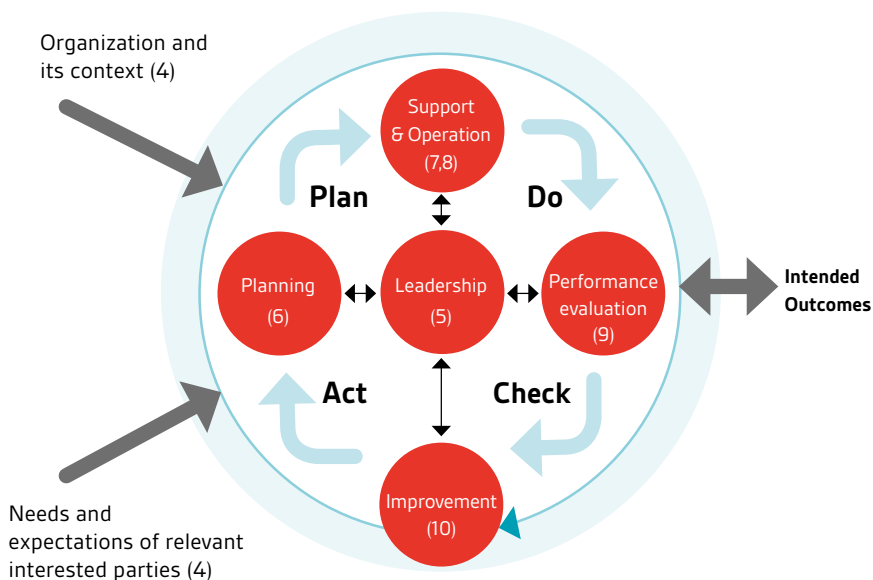 Organization and
its context (4)
Support
& Operation
(7,8)
Plan
Do
Planning
(6)
Leadership
(5)
Performance
evaluation
(9)
Intended
Outcomes
Act
Check
Improvement
(10)
Needs and
expectations of relevant
interested parties (4)